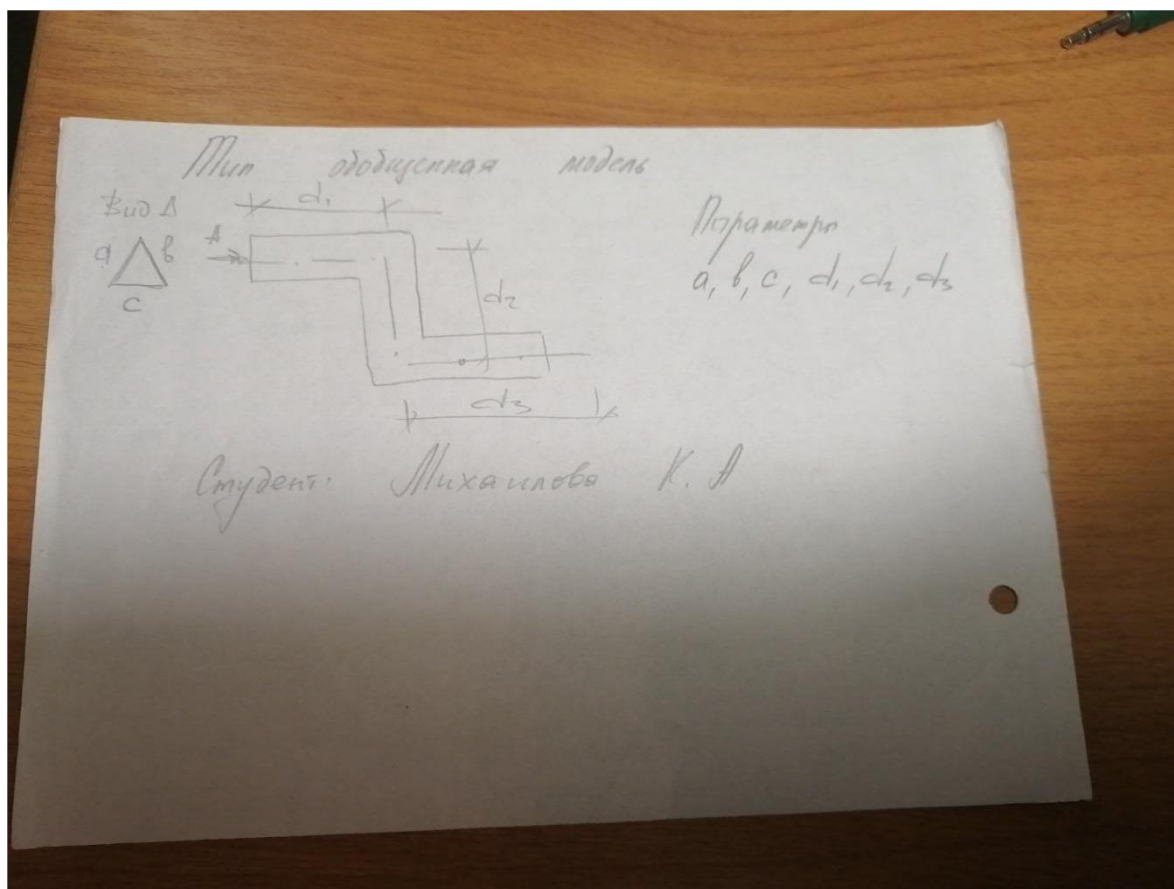 Тип обобщенная модель
Вид А
d₁
a
в
c
А
d₂
d₃
Параметры
a, в, c, d₁, d₂, d₃
Студент: Михаилова К. А